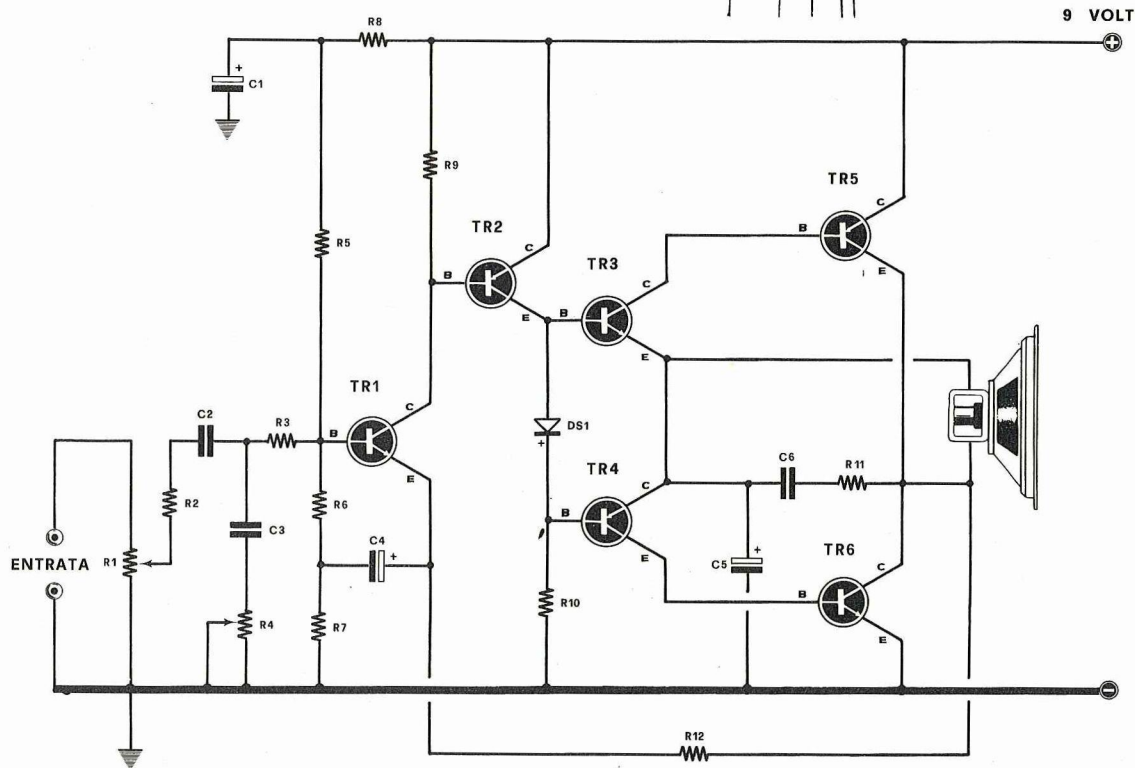 9 VOLT
R8
+
C1
R9
TR5
C
B
E
TR2
C
B
E
R5
TR3
C
B
E
TR1
C
B
E
C2
R3
DS1
+
R2
C3
R6
C4
+
TR4
C
B
E
C6
R11
ENTRATA
R1
R4
R7
R10
C5
+
TR6
C
B
E
R12